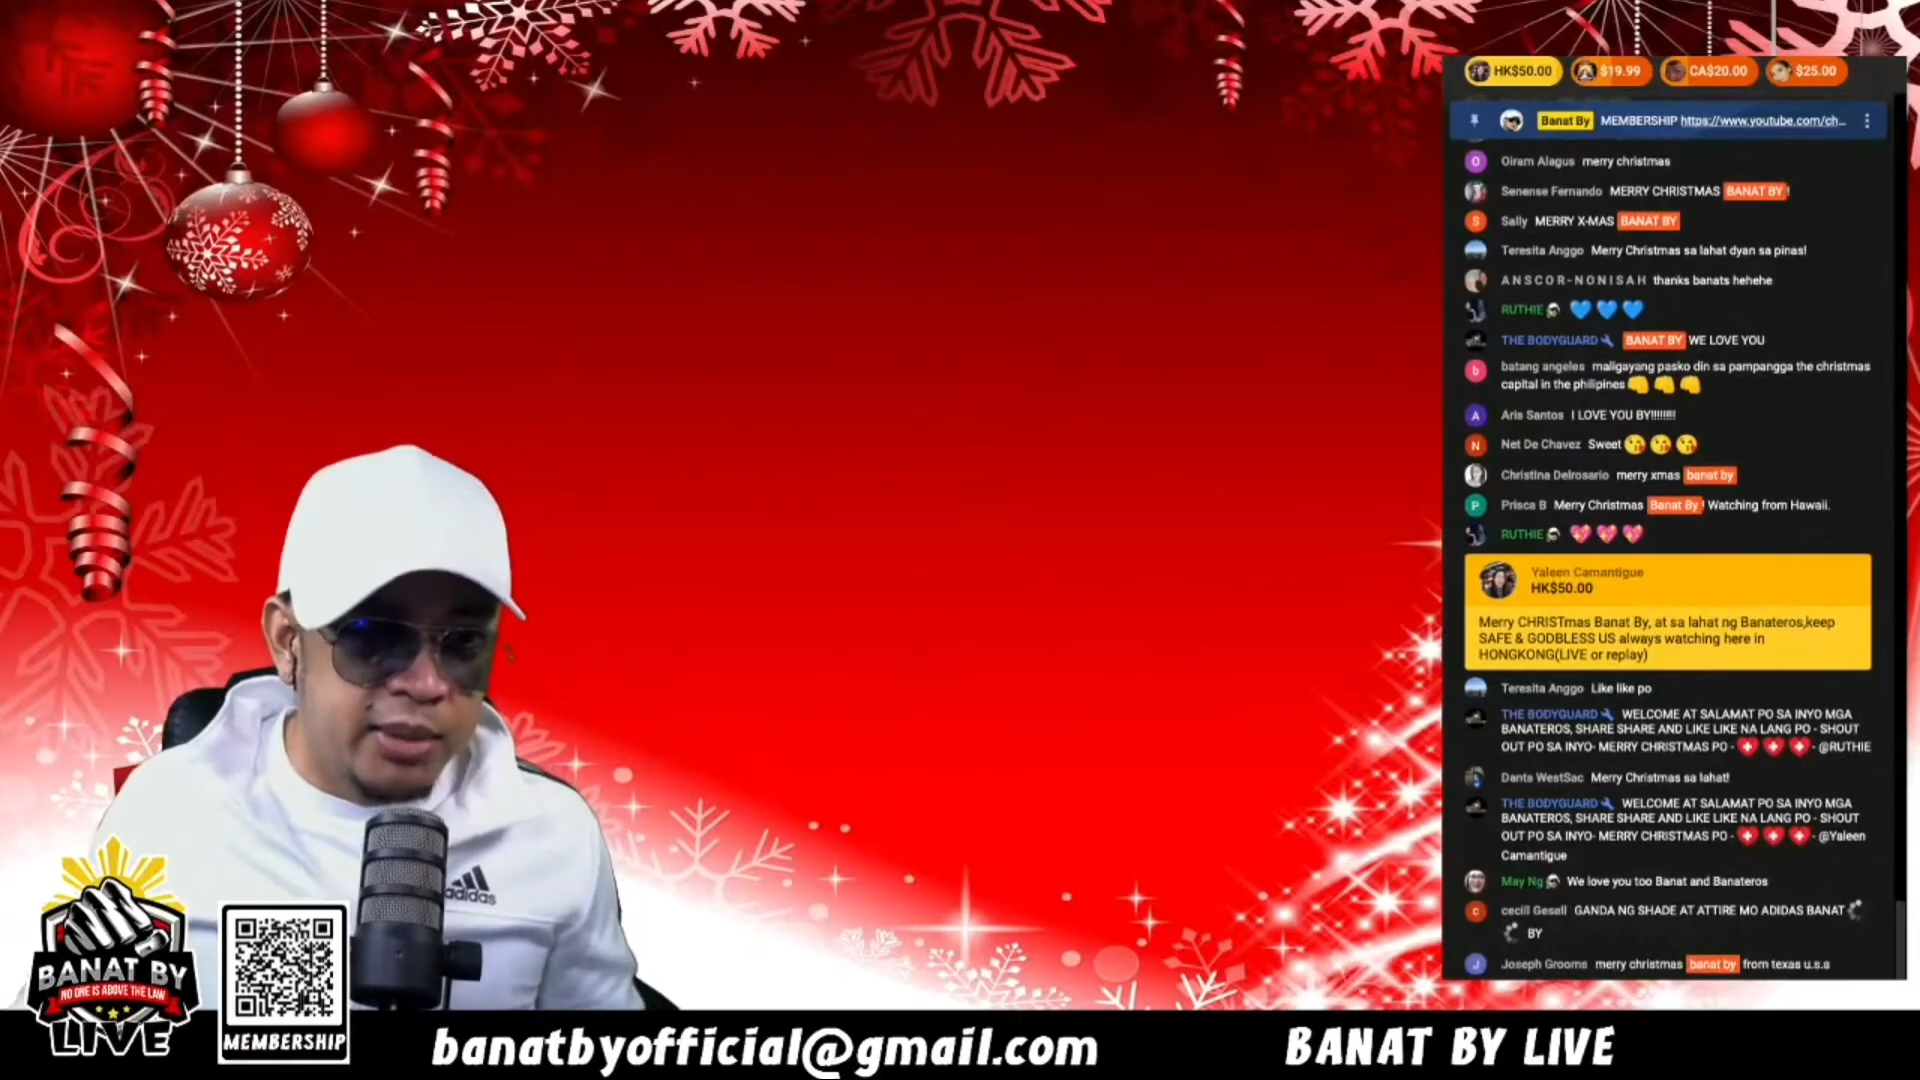 HK$50.00
$19.99
CA$20.00
$25.00
Banat By MEMBERSHIP https://www.youtube.com/ch...
Oiram Alagus merry christmas
Senense Fernando MERRY CHRISTMAS BANAT BY !
Sally MERRY X-MAS BANAT BY
Teresita Anggo Merry Christmas sa lahat dyan sa pinas!
A N S C O R - N O N I S A H thanks banats hehehe
RUTHIE 💙 💙 💙
THE BODYGUARD BANAT BY WE LOVE YOU
batang angeles maligayang pasko din sa pampangga the christmas
capital in the philipines
Aris Santos I LOVE YOU BY!!!!!!!!!
Net De Chavez Sweet 😘 😘 😘
Christina Delrosario merry xmas banat by
Prisca B Merry Christmas Banat By ! Watching from Hawaii.
RUTHIE 💖 💖 💖
Yaleen Camantigue
HK$50.00
Merry CHRISTmas Banat By, at sa lahat ng Banateros,keep
SAFE & GODBLESS US always watching here in
HONGKONG(LIVE or replay)
Teresita Anggo Like like po
THE BODYGUARD WELCOME AT SALAMAT PO SA INYO MGA
BANATEROS, SHARE SHARE AND LIKE LIKE NA LANG PO - SHOUT
OUT PO SA INYO- MERRY CHRISTMAS PO - - @RUTHIE
Danta WestSac Merry Christmas sa lahat!
THE BODYGUARD WELCOME AT SALAMAT PO SA INYO MGA
BANATEROS, SHARE SHARE AND LIKE LIKE NA LANG PO - SHOUT
OUT PO SA INYO- MERRY CHRISTMAS PO - - @Yaleen
Camantigue
May Ng We love you too Banat and Banateros
cecill Gesell GANDA NG SHADE AT ATTIRE MO ADIDAS BANAT
BY
Joseph Grooms merry christmas banat by from texas u.s.a
adidas
BANAT BY
NO ONE IS ABOVE THE LAW
LIVE
MEMBERSHIP
banatbyofficial@gmail.com
BANAT BY LIVE